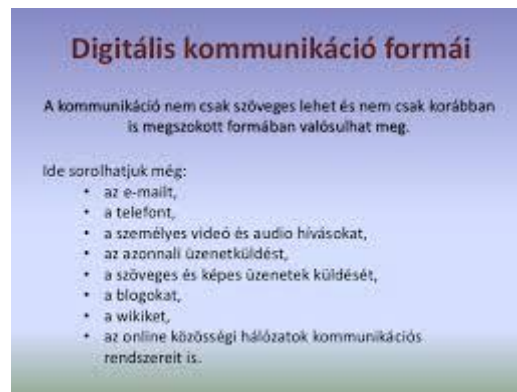 Digitális kommunikáció formái
A kommunikáció nem csak szöveges lehet és nem csak korábban
is megszokott formában valósulhat meg.
Ide sorolhatjuk még:
• az e-mailt,
• a telefont,
• a személyes videó és audio hívásokat,
• az azonnali üzenetküldést,
• a szöveges és képes üzenetek küldését,
• a blogokat,
• a wikiket,
• az online közösségi hálózatok kommunikációs
rendszereit is.